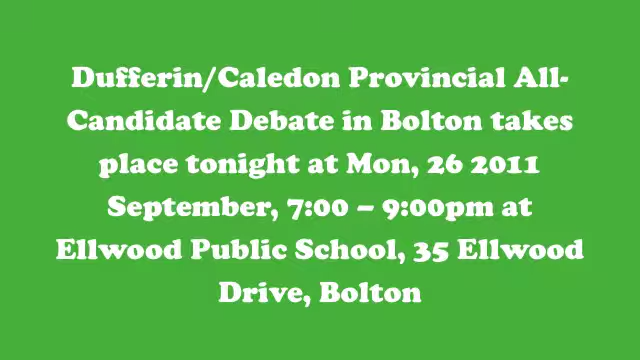 Dufferin/Caledon Provincial All-
Candidate Debate in Bolton takes
place tonight at Mon, 26 2011
September, 7:00 – 9:00pm at
Ellwood Public School, 35 Ellwood
Drive, Bolton